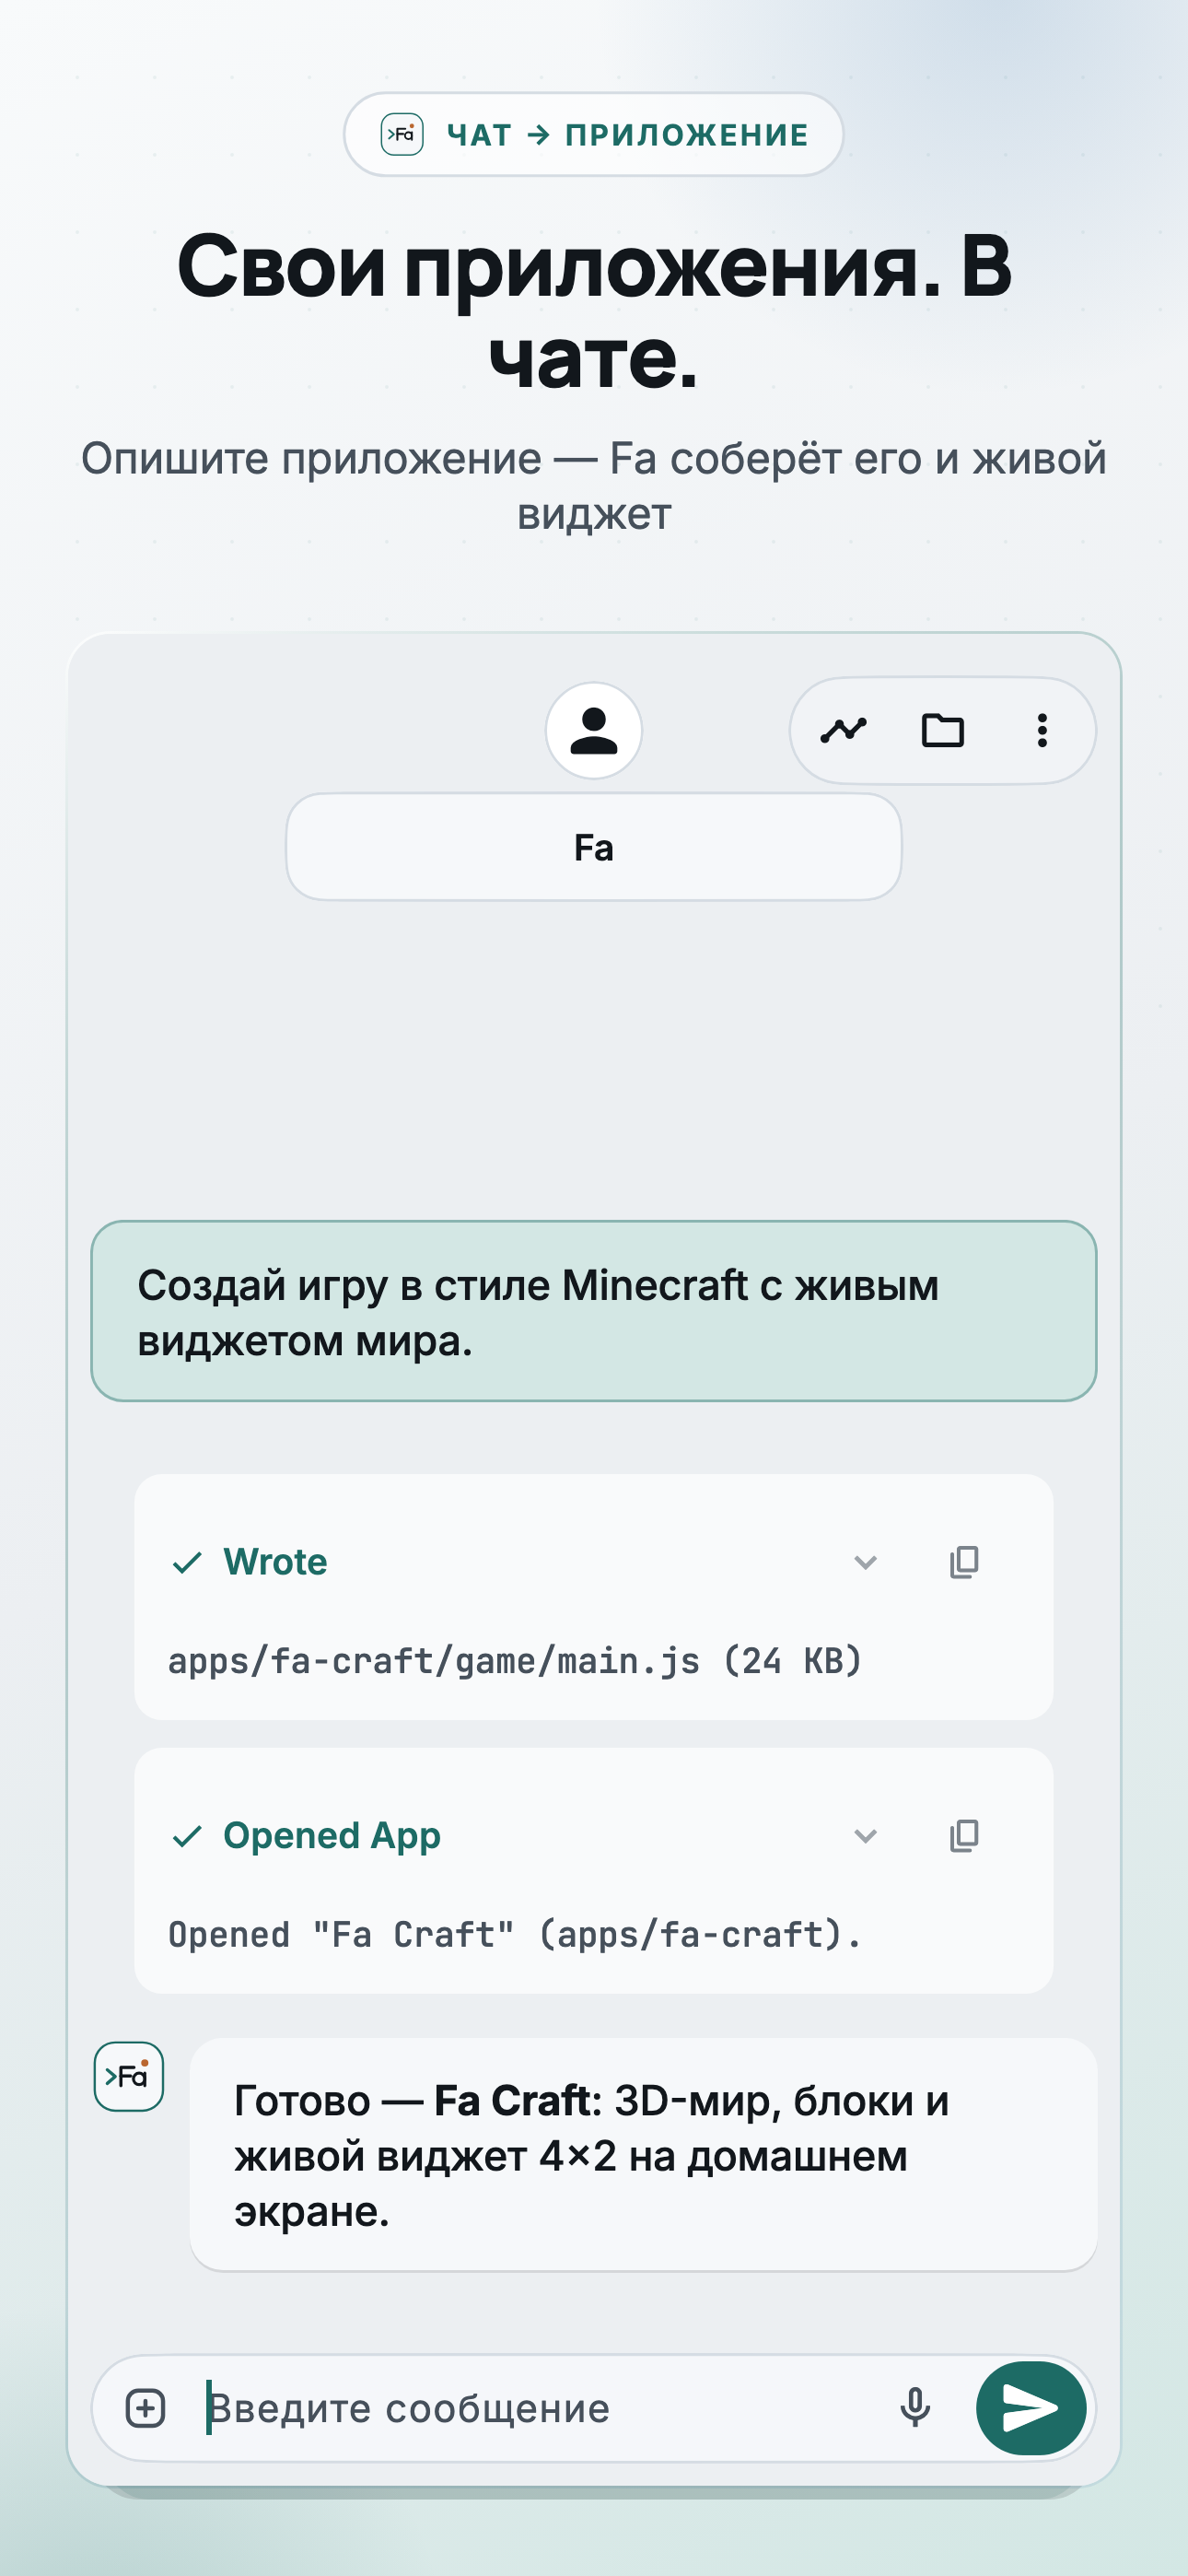 >Fa ЧАТ → ПРИЛОЖЕНИЕ
Свои приложения. В
чате.
Опишите приложение — Fa соберёт его и живой
виджет
Fa
Создай игру в стиле Minecraft с живым
виджетом мира.
Wrote
apps/fa-craft/game/main.js (24 KB)
Opened App
Opened "Fa Craft" (apps/fa-craft).
>Fa
Готово — Fa Craft: 3D-мир, блоки и
живой виджет 4×2 на домашнем
экране.
Введите сообщение